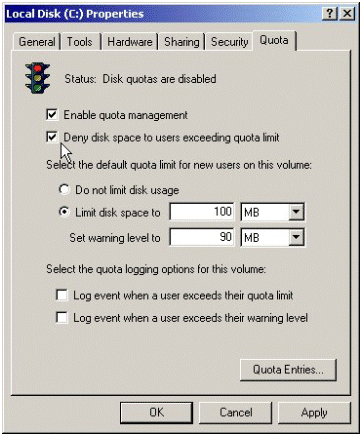 Local Disk (C:) Properties
General Tools Hardware Sharing Security Quota
Status: Disk quotas are disabled
Enable quota management
Deny disk space to users exceeding quota limit
Select the default quota limit for new users on this volume:
Do not limit disk usage
Limit disk space to 100 MB
Set warning level to 90 MB
Select the quota logging options for this volume:
Log event when a user exceeds their quota limit
Log event when a user exceeds their warning level
Quota Entries...
OK Cancel Apply